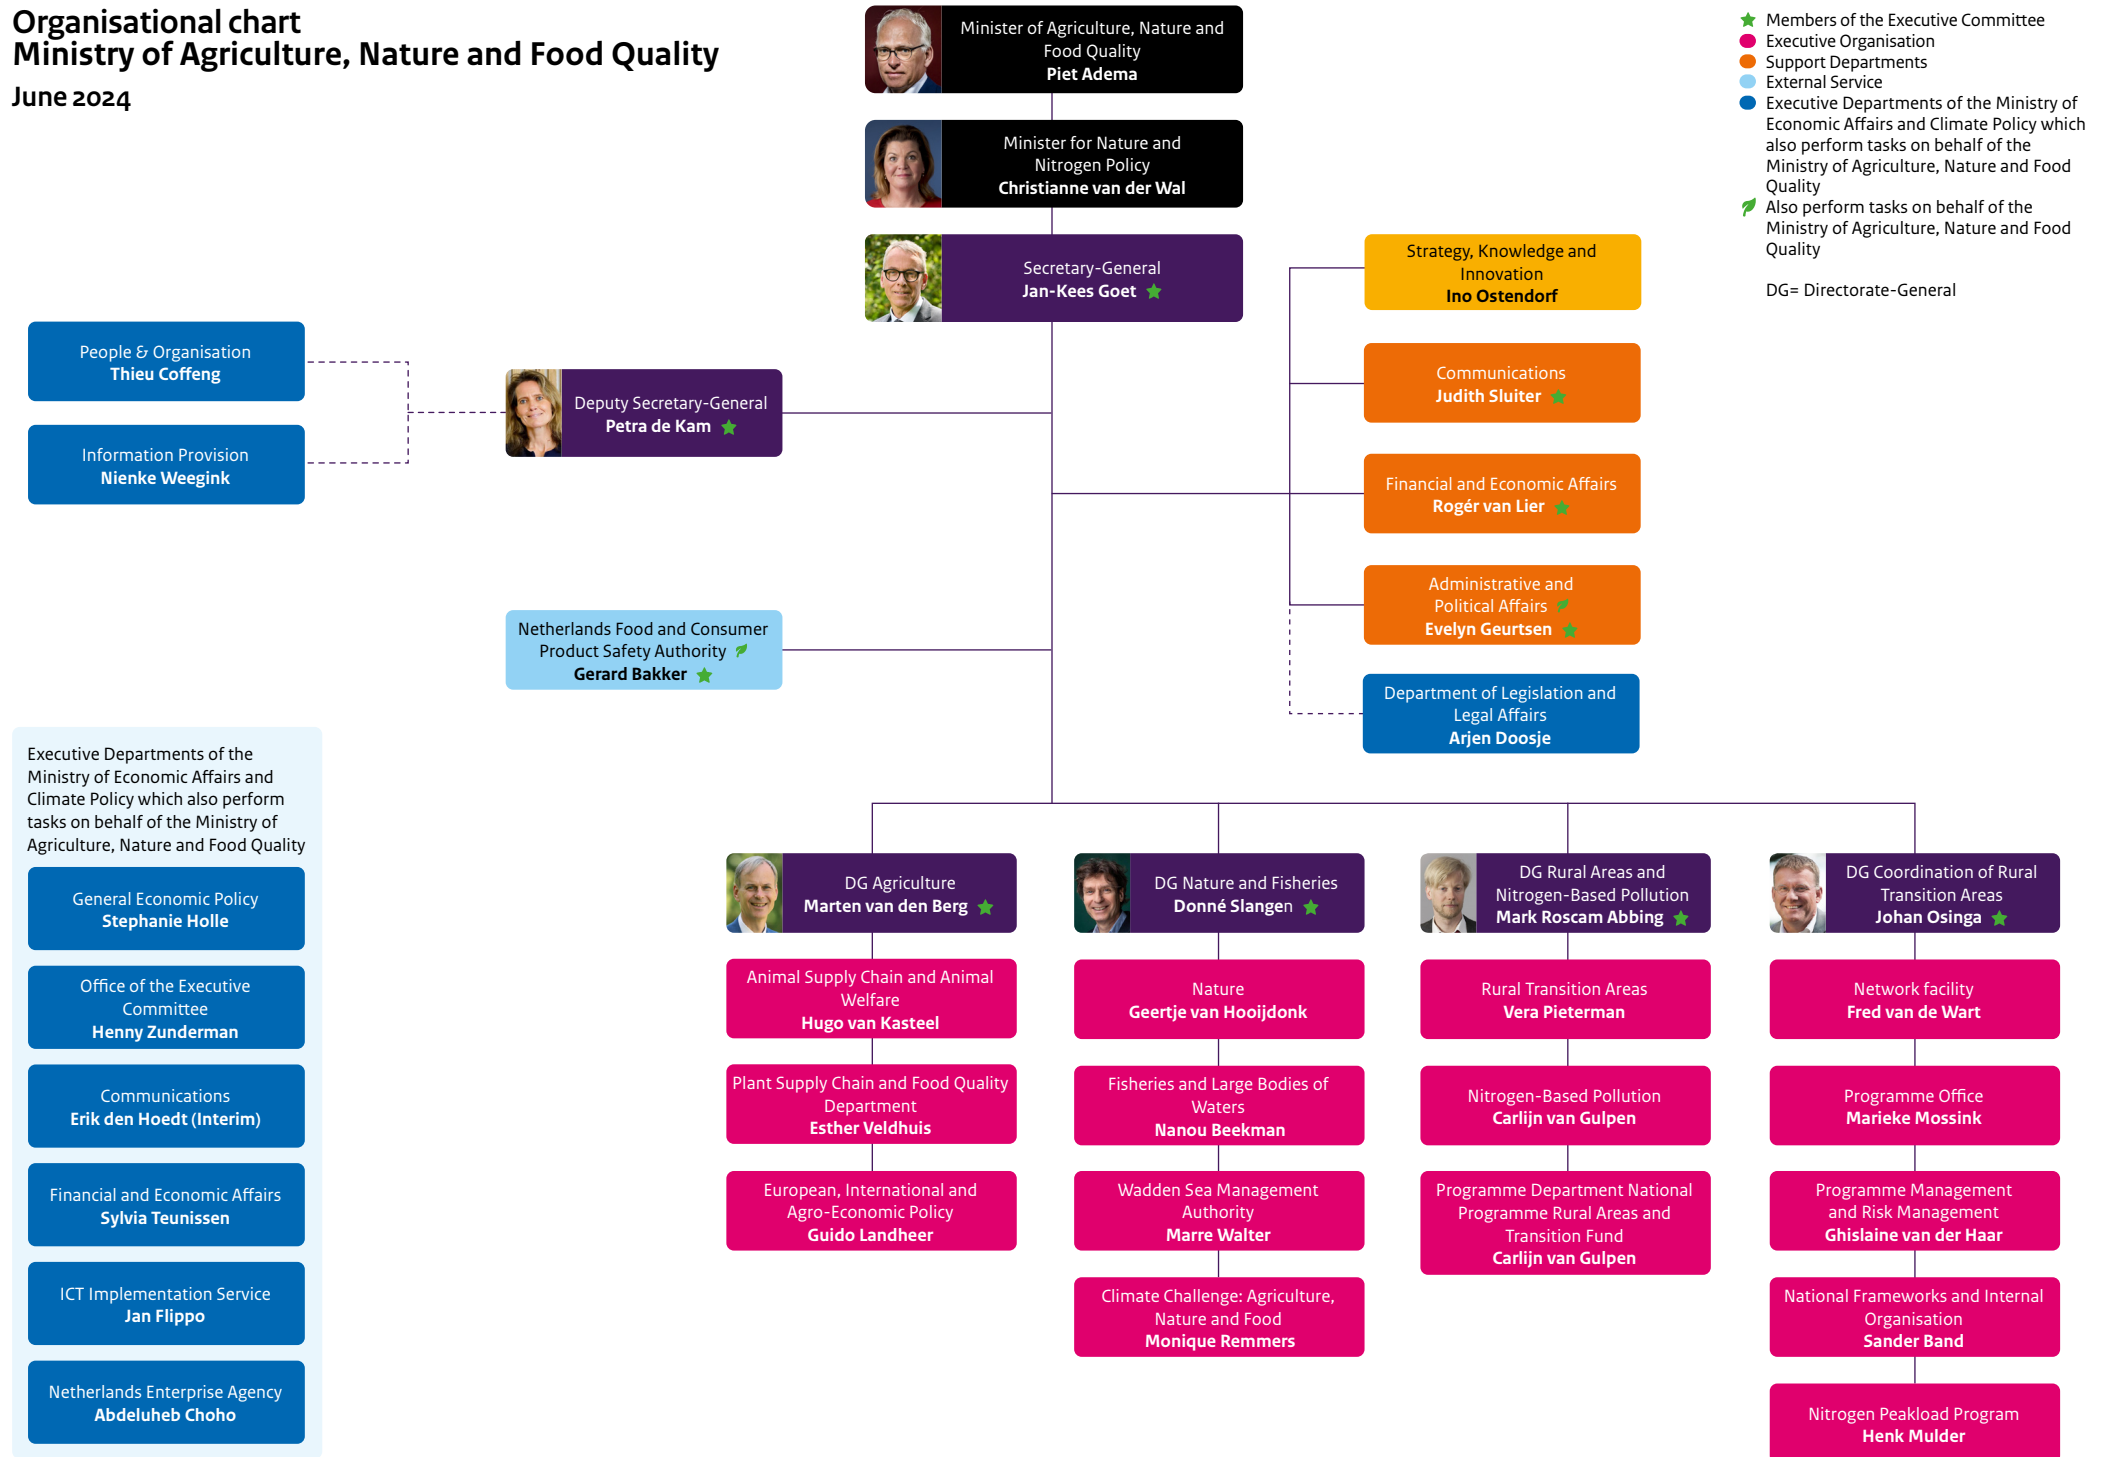 Organisational chart
Ministry of Agriculture, Nature and Food Quality
June 2024
Minister of Agriculture, Nature and
Food Quality
Piet Adema
Minister for Nature and
Nitrogen Policy
Christianne van der Wal
Secretary-General
Jan-Kees Goet
Members of the Executive Committee
Executive Organisation
Support Departments
External Service
Executive Departments of the Ministry of
Economic Affairs and Climate Policy which
also perform tasks on behalf of the
Ministry of Agriculture, Nature and Food
Quality
Also perform tasks on behalf of the
Ministry of Agriculture, Nature and Food
Quality
DG= Directorate-General
People & Organisation
Thieu Coffeng
Information Provision
Nienke Weegink
Deputy Secretary-General
Petra de Kam
Strategy, Knowledge and
Innovation
Ino Ostendorf
Communications
Judith Sluiter
Financial and Economic Affairs
Rogér van Lier
Administrative and
Political Affairs
Evelyn Geurtsen
Department of Legislation and
Legal Affairs
Arjen Doosje
Netherlands Food and Consumer
Product Safety Authority
Gerard Bakker
Executive Departments of the
Ministry of Economic Affairs and
Climate Policy which also perform
tasks on behalf of the Ministry of
Agriculture, Nature and Food Quality
General Economic Policy
Stephanie Holle
Office of the Executive
Committee
Henny Zunderman
Communications
Erik den Hoedt (Interim)
Financial and Economic Affairs
Sylvia Teunissen
ICT Implementation Service
Jan Flippo
Netherlands Enterprise Agency
Abdeluheb Choho
DG Agriculture
Marten van den Berg
Animal Supply Chain and Animal
Welfare
Hugo van Kasteel
Plant Supply Chain and Food Quality
Department
Esther Veldhuis
European, International and
Agro-Economic Policy
Guido Landheer
DG Nature and Fisheries
Donné Slangen
Nature
Geertje van Hooijdonk
Fisheries and Large Bodies of
Waters
Nanou Beekman
Wadden Sea Management
Authority
Marre Walter
Climate Challenge: Agriculture,
Nature and Food
Monique Remmers
DG Rural Areas and
Nitrogen-Based Pollution
Mark Roscam Abbing
Rural Transition Areas
Vera Pieterman
Nitrogen-Based Pollution
Carlijn van Gulpen
Programme Department National
Programme Rural Areas and
Transition Fund
Carlijn van Gulpen
DG Coordination of Rural
Transition Areas
Johan Osinga
Network facility
Fred van de Wart
Programme Office
Marieke Mossink
Programme Management
and Risk Management
Ghislaine van der Haar
National Frameworks and Internal
Organisation
Sander Band
Nitrogen Peakload Program
Henk Mulder